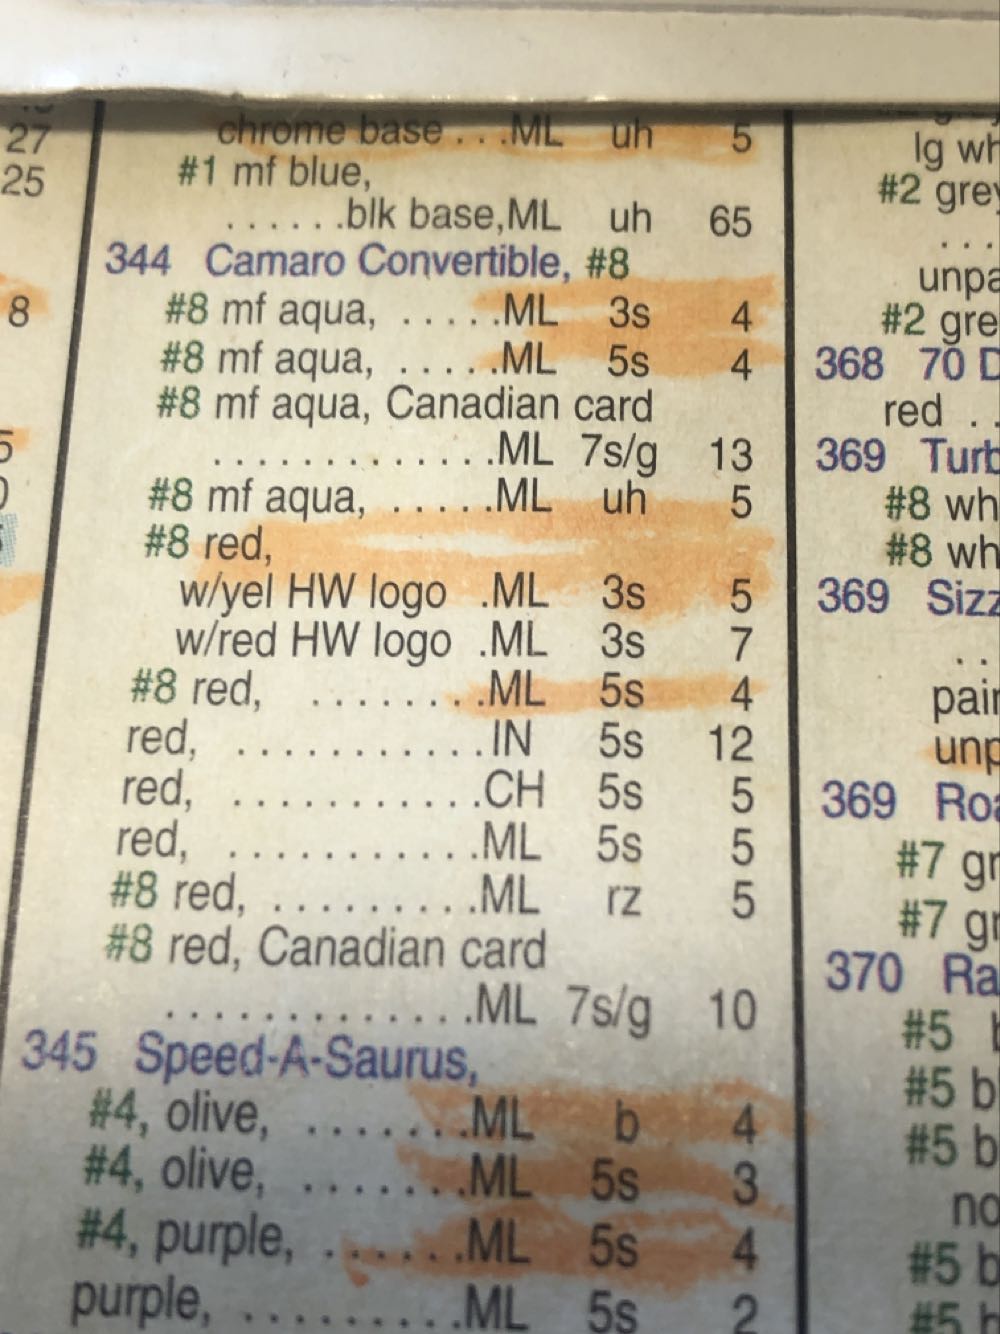 27
25
8
chrome base . . .ML uh 5
#1 mf blue,
. . . . . .blk base,ML uh 65
344 Camaro Convertible, #8
#8 mf aqua, . . . . .ML 3s 4
#8 mf aqua, . . . . .ML 5s 4
#8 mf aqua, Canadian card
. . . . . . . . . . . . .ML 7s/g 13
#8 mf aqua, . . . . .ML uh 5
#8 red,
w/yel HW logo .ML 3s 5
w/red HW logo .ML 3s 7
#8 red, . . . . . . . .ML 5s 4
red, . . . . . . . . . . .IN 5s 12
red, . . . . . . . . . . .CH 5s 5
red, . . . . . . . . . . .ML 5s 5
#8 red, . . . . . . . . .ML rz 5
#8 red, Canadian card
. . . . . . . . . . . . .ML 7s/g 10
345 Speed-A-Saurus,
#4, olive, . . . . . . .ML b 4
#4, olive, . . . . . . .ML 5s 3
#4, purple, . . . . . .ML 5s 4
purple, . . . . . . . . .ML 5s 2
lg wh
#2 grey
. . .
unpa
#2 gre
368 70 D
red . .
369 Turb
#8 wh
#8 wh
369 Sizz
. .
pain
unp
369 Roa
#7 gr
#7 gr
370 Ra
#5 b
#5 b
#5 b
no
#5 b
#5 b